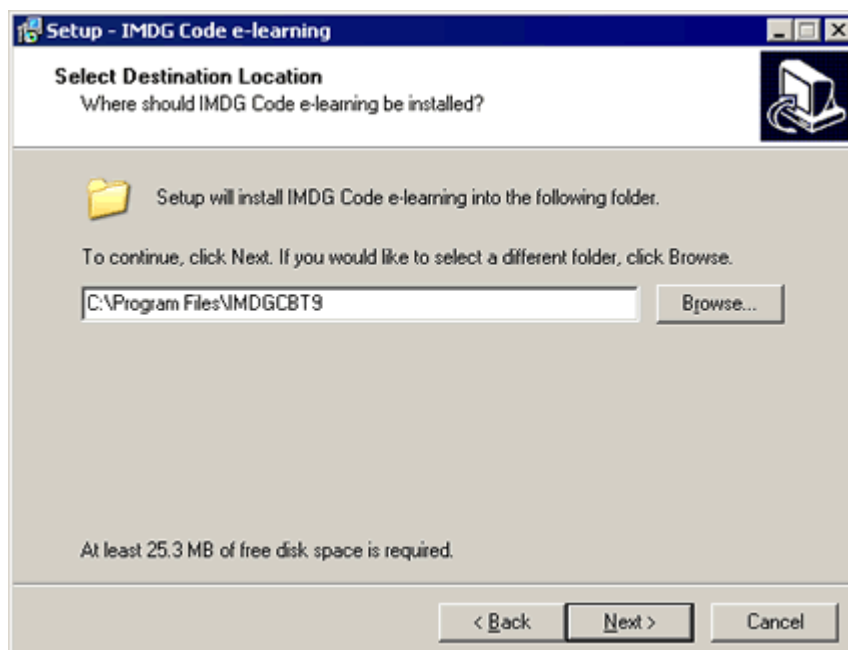 Setup - IMDG Code e-learning
Select Destination Location
Where should IMDG Code e-learning be installed?
Setup will install IMDG Code e-learning into the following folder.
To continue, click Next. If you would like to select a different folder, click Browse.
C:\Program Files\IMDGCBT9
Browse...
At least 25.3 MB of free disk space is required.
< Back
Next >
Cancel